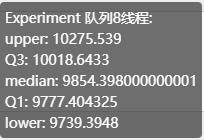 Experiment 队列8线程:
upper: 10275.539
Q3: 10018.6433
median: 9854.398000000001
Q1: 9777.404325
lower: 9739.3948